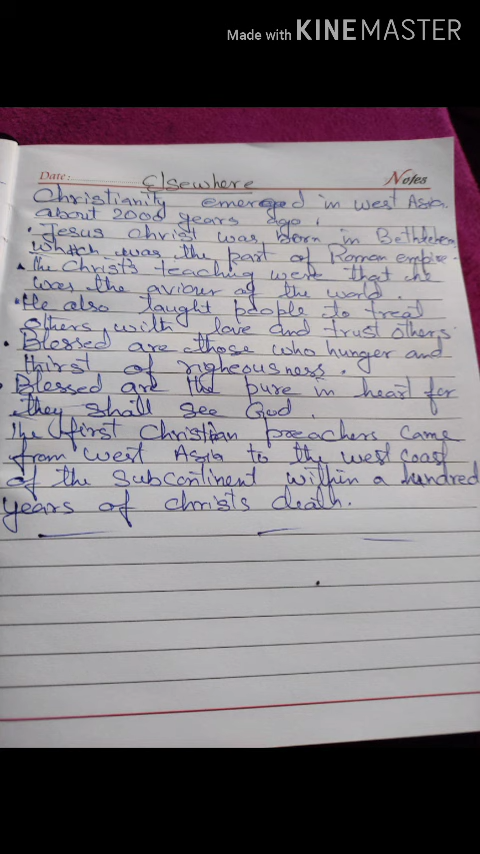 Made with KINEMASTER
Date: Notes
Elsewhere
Christianity emerged in west Asia
about 2000 years ago.
• Jesus christ was born in Bethlehem
which was the part of Roman empire.
• The Christs teaching were that he
was the aviour of the world.
• He also taught people to treat
others with love and trust others.
• Blessed are those who hunger and
thirst of righeousness.
• Blessed are the pure in heart for
they shall see God.
The first Christian preachers came
from west Asia to the west coast
of the Subcontinent within a hundred
years of christs death.